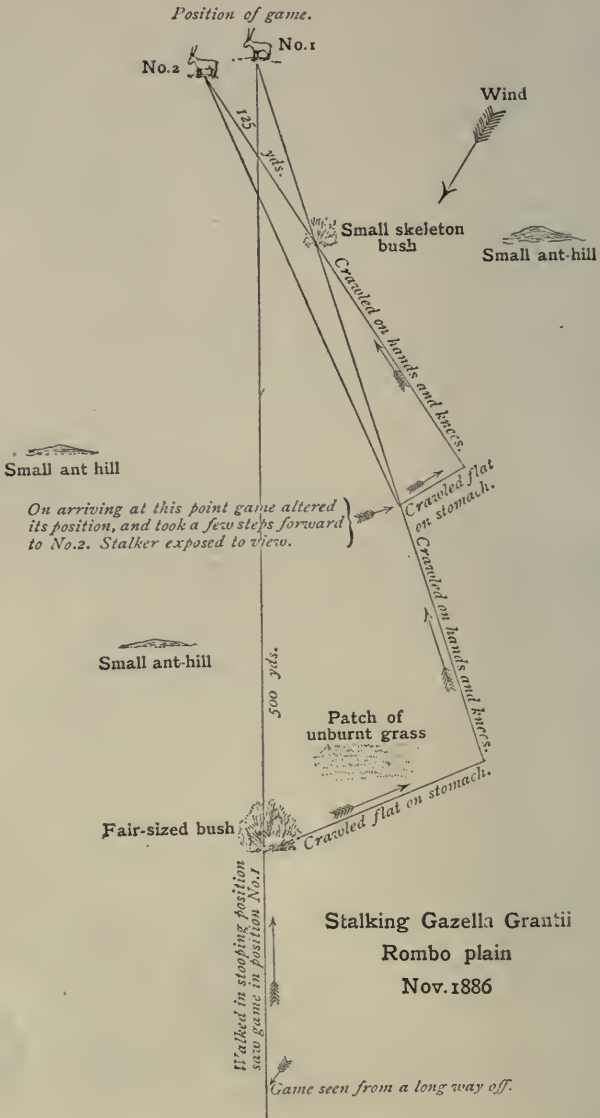 Position of game.
No.1
No.2
Wind
125 yds.
Small skeleton
bush
Small ant-hill
Crawled on hands and knees.
Small ant hill
Crawled flat
on stomach.
On arriving at this point game altered
its position, and took a few steps forward
to No.2. Stalker exposed to view.
Crawled on hands and knees.
Small ant-hill
500 yds.
Patch of
unburnt grass
Fair-sized bush
Crawled flat on stomach.
Walked in stooping position
saw game in position No.1
Stalking Gazella Grantii
Rombo plain
Nov. 1886
Game seen from a long way off.